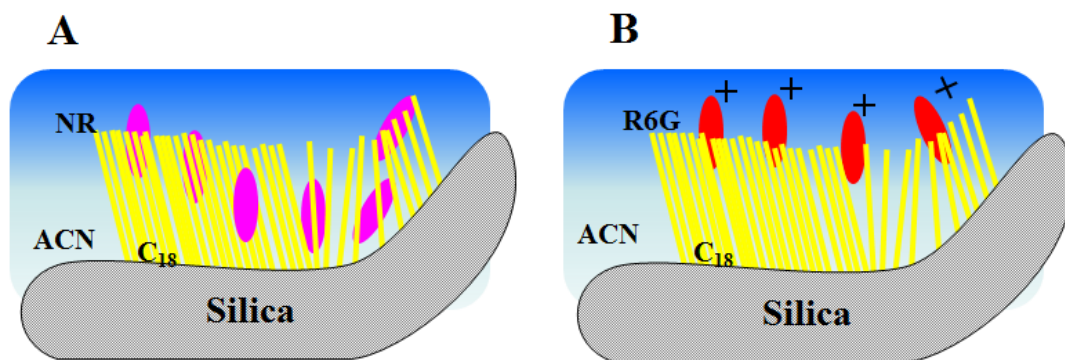 A
NR
ACN
C18
Silica
B
+
+
+
+
R6G
ACN
C18
Silica